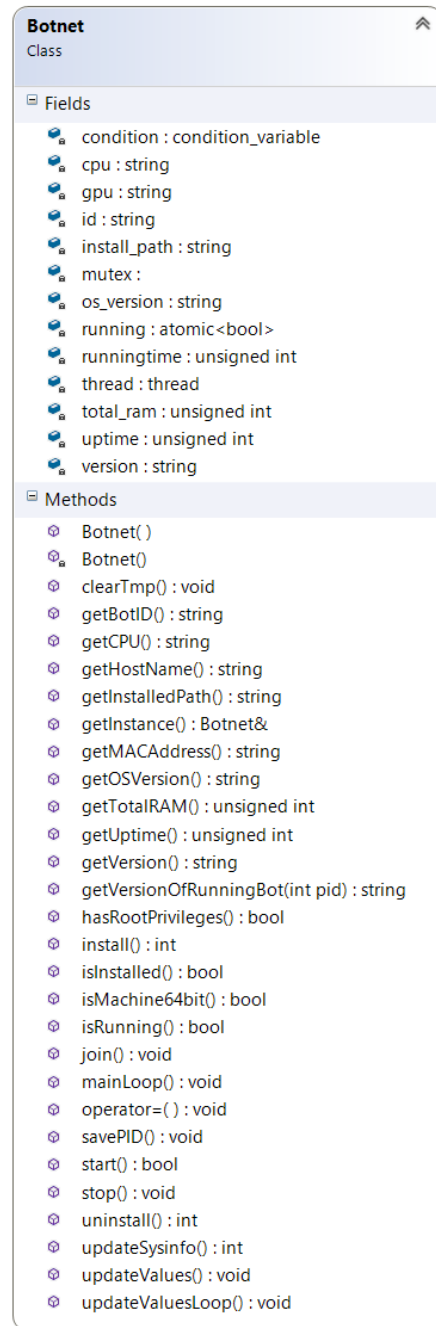 Botnet
Class
Fields
condition : condition_variable
cpu : string
gpu : string
id : string
install_path : string
mutex :
os_version : string
running : atomic<bool>
runningtime : unsigned int
thread : thread
total_ram : unsigned int
uptime : unsigned int
version : string
Methods
Botnet( )
Botnet()
clearTmp() : void
getBotID() : string
getCPU() : string
getHostName() : string
getInstalledPath() : string
getInstance() : Botnet&
getMACAddress() : string
getOSVersion() : string
getTotalRAM() : unsigned int
getUptime() : unsigned int
getVersion() : string
getVersionOfRunningBot(int pid) : string
hasRootPrivileges() : bool
install() : int
isInstalled() : bool
isMachine64bit() : bool
isRunning() : bool
join() : void
mainLoop() : void
operator=( ) : void
savePID() : void
start() : bool
stop() : void
uninstall() : int
updateSysinfo() : int
updateValues() : void
updateValuesLoop() : void